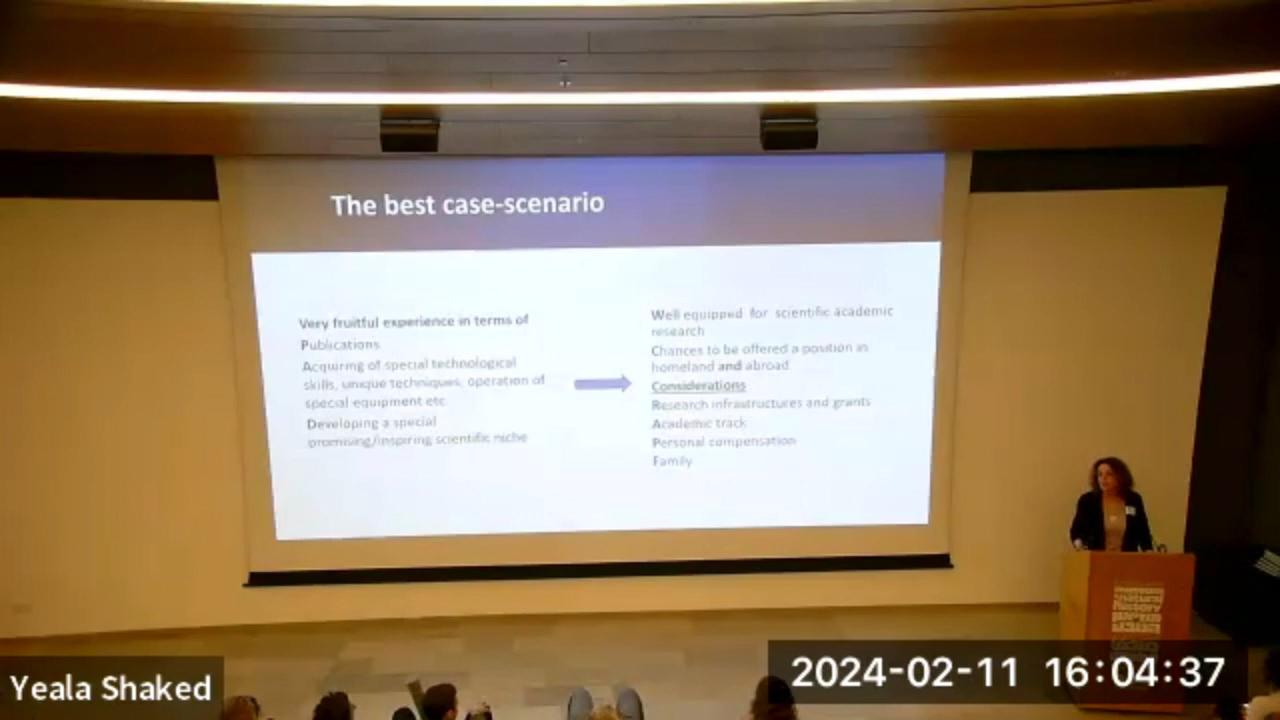 The best case-scenario
Very fruitful experience in terms of
Publications
Acquiring of special technological
skills, unique techniques, operation of
special equipment etc
Developing a special
promising/inspiring scientific niche
Well equipped for scientific academic
research
Chances to be offered a position in
homeland and abroad
Considerations
Research infrastructures and grants
Academic track
Personal compensation
Family
natural
history
Yeala Shaked
2024-02-11 16:04:37